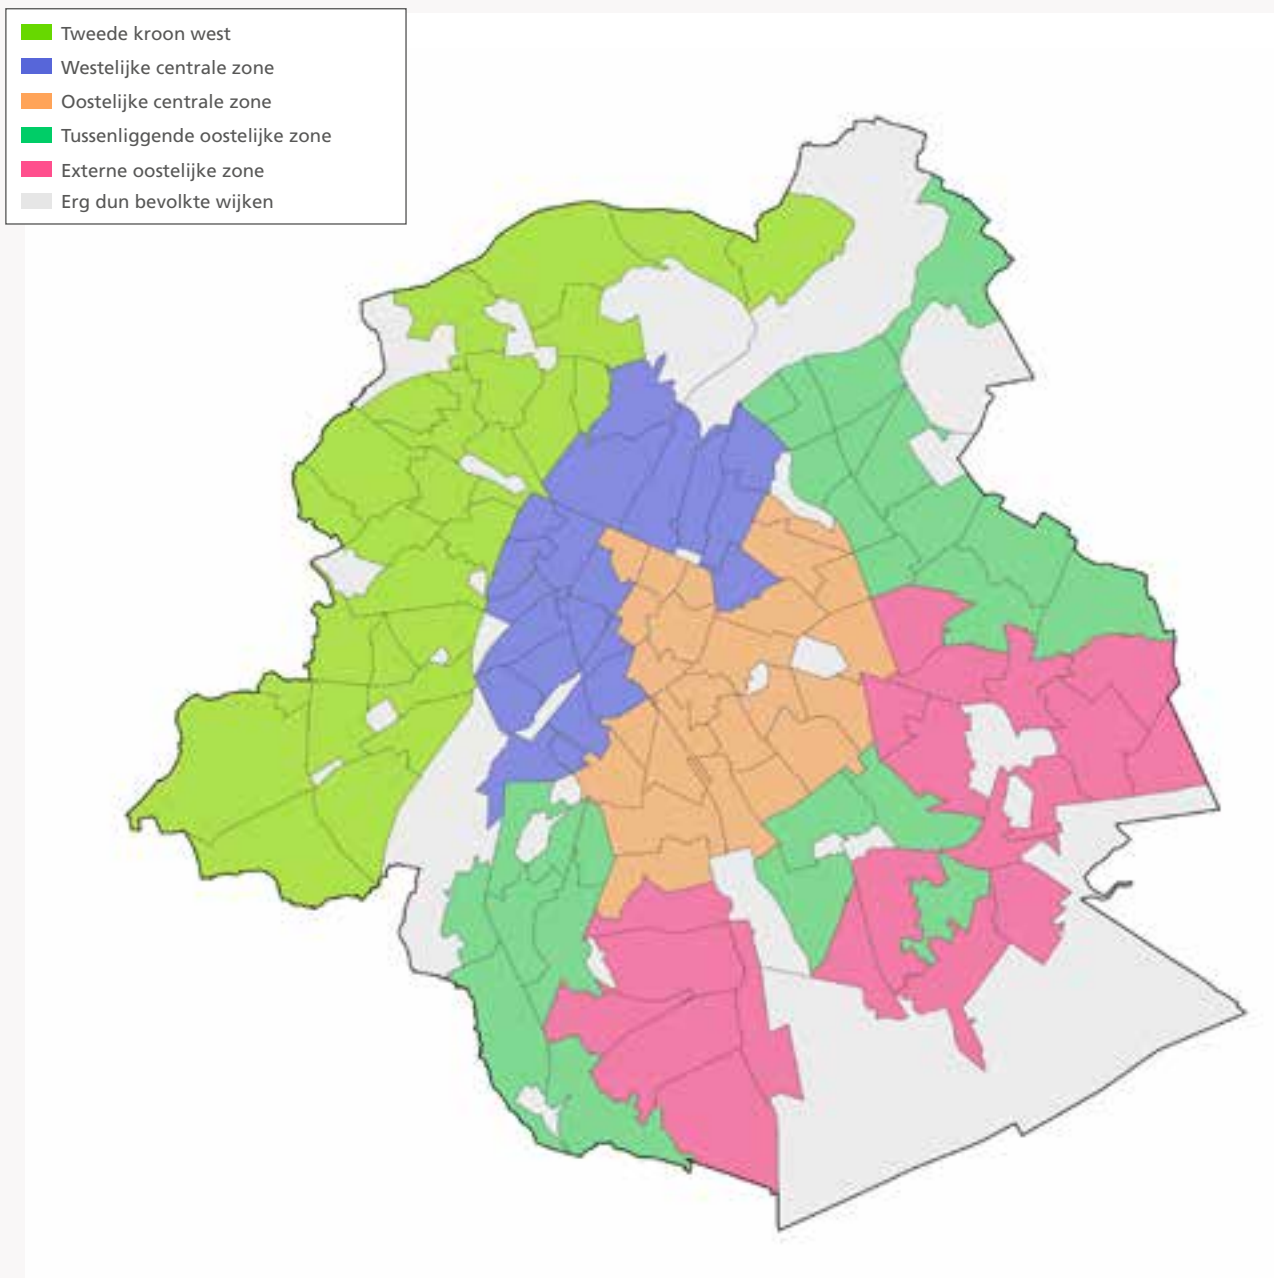 Tweede kroon west
Westelijke centrale zone
Oostelijke centrale zone
Tussenliggende oostelijke zone
Externe oostelijke zone
Erg dun bevolkte wijken